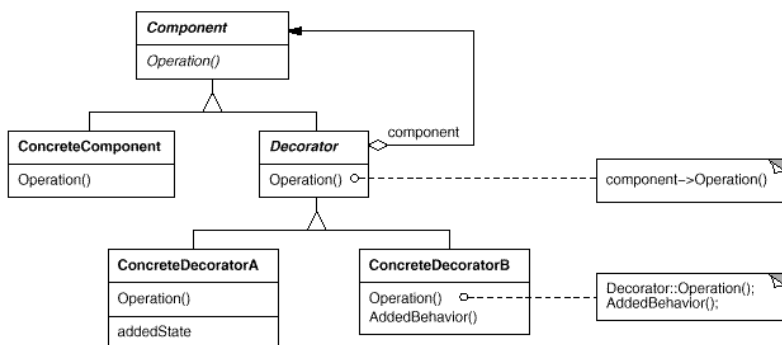 Component
Operation()
component
ConcreteComponent
Operation()
Decorator
Operation()
component->Operation()
ConcreteDecoratorA
Operation()
addedState
ConcreteDecoratorB
Operation()
AddedBehavior()
Decorator::Operation();
AddedBehavior();